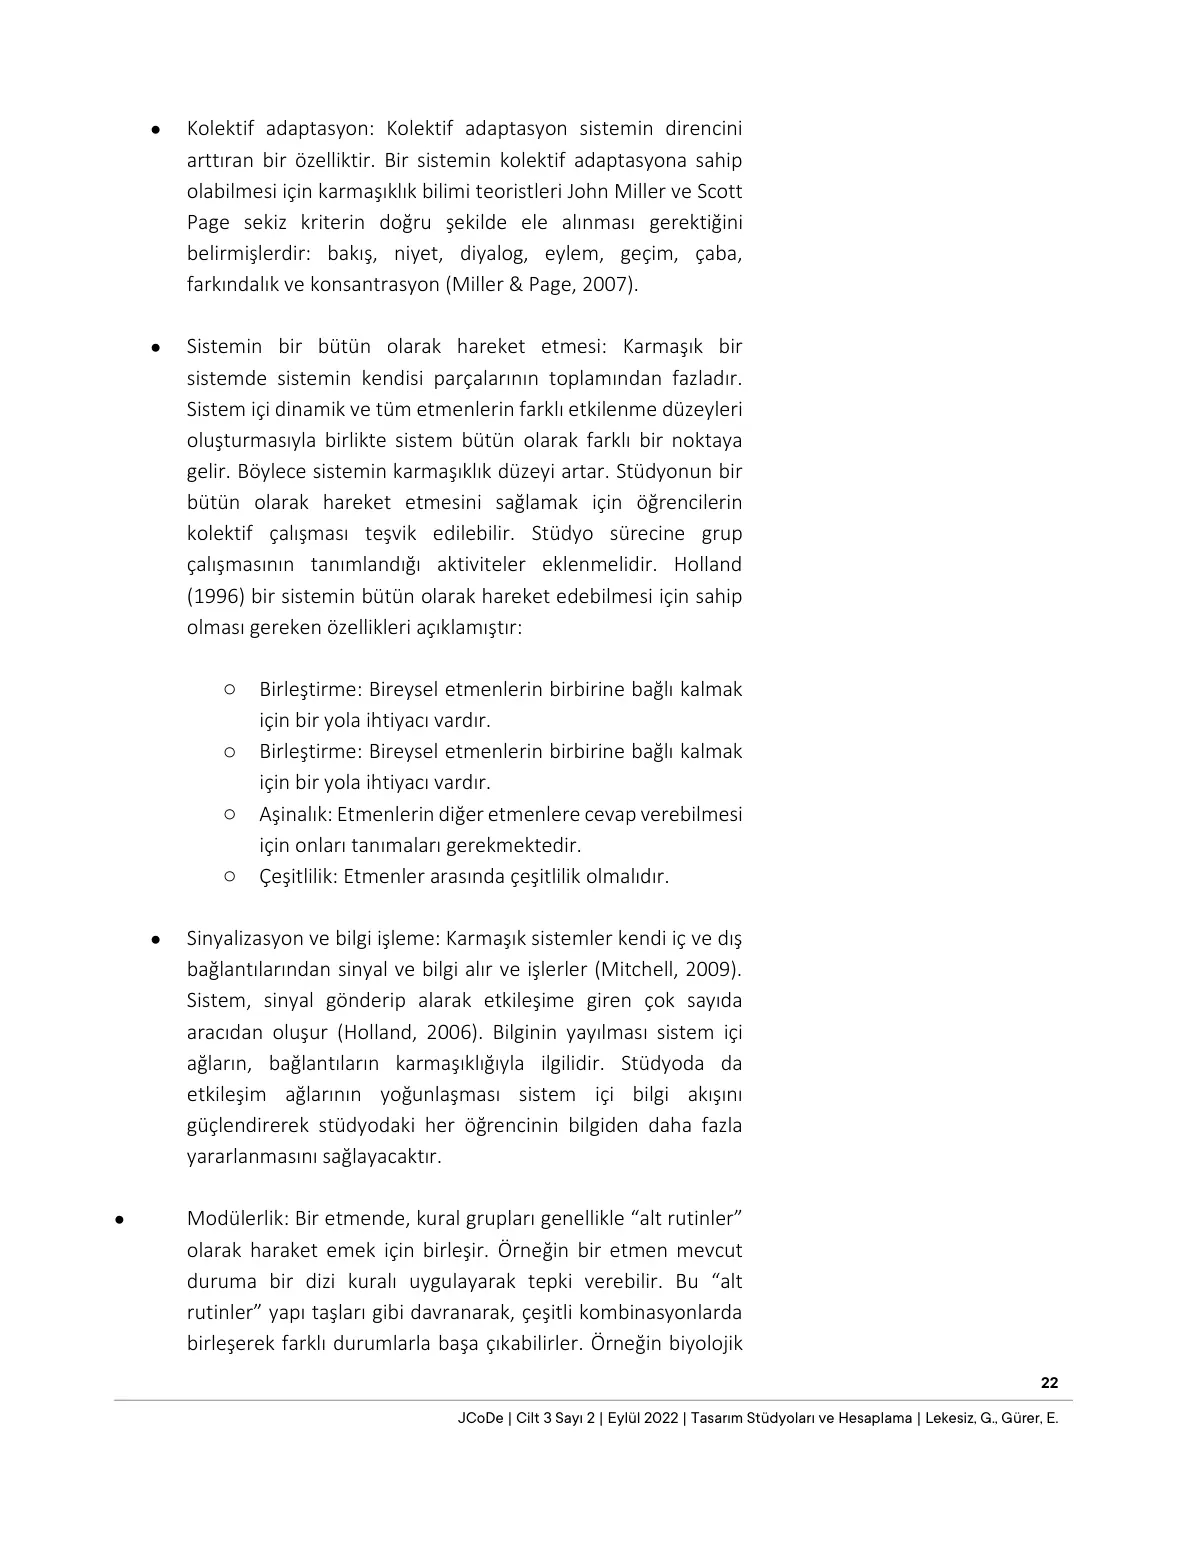 ● Kolektif adaptasyon: Kolektif adaptasyon sistemin direncini
arttıran bir özelliktir. Bir sistemin kolektif adaptasyona sahip
olabilmesi için karmaşıklık bilimi teoristleri John Miller ve Scott
Page sekiz kriterin doğru şekilde ele alınması gerektiğini
belirmişlerdir: bakış, niyet, diyalog, eylem, geçim, çaba,
farkındalık ve konsantrasyon (Miller & Page, 2007).
● Sistemin bir bütün olarak hareket etmesi: Karmaşık bir
sistemde sistemin kendisi parçalarının toplamından fazladır.
Sistem içi dinamik ve tüm etmenlerin farklı etkilenme düzeyleri
oluşturmasıyla birlikte sistem bütün olarak farklı bir noktaya
gelir. Böylece sistemin karmaşıklık düzeyi artar. Stüdyonun bir
bütün olarak hareket etmesini sağlamak için öğrencilerin
kolektif çalışması teşvik edilebilir. Stüdyo sürecine grup
çalışmasının tanımlandığı aktiviteler eklenmelidir. Holland
(1996) bir sistemin bütün olarak hareket edebilmesi için sahip
olması gereken özellikleri açıklamıştır:
○ Birleştirme: Bireysel etmenlerin birbirine bağlı kalmak
için bir yola ihtiyacı vardır.
○ Birleştirme: Bireysel etmenlerin birbirine bağlı kalmak
için bir yola ihtiyacı vardır.
○ Aşinalık: Etmenlerin diğer etmenlere cevap verebilmesi
için onları tanımaları gerekmektedir.
○ Çeşitlilik: Etmenler arasında çeşitlilik olmalıdır.
● Sinyalizasyon ve bilgi işleme: Karmaşık sistemler kendi iç ve dış
bağlantılarından sinyal ve bilgi alır ve işlerler (Mitchell, 2009).
Sistem, sinyal gönderip alarak etkileşime giren çok sayıda
aracıdan oluşur (Holland, 2006). Bilginin yayılması sistem içi
ağların, bağlantıların karmaşıklığıyla ilgilidir. Stüdyoda da
etkileşim ağlarının yoğunlaşması sistem içi bilgi akışını
güçlendirerek stüdyodaki her öğrencinin bilgiden daha fazla
yararlanmasını sağlayacaktır.
● Modülerlik: Bir etmende, kural grupları genellikle “alt rutinler”
olarak haraket emek için birleşir. Örneğin bir etmen mevcut
duruma bir dizi kuralı uygulayarak tepki verebilir. Bu “alt
rutinler” yapı taşları gibi davranarak, çeşitli kombinasyonlarda
birleşerek farklı durumlarla başa çıkabilirler. Örneğin biyolojik
22
JCoDe | Cilt 3 Sayı 2 | Eylül 2022 | Tasarım Stüdyoları ve Hesaplama | Lekesiz, G., Gürer, E.